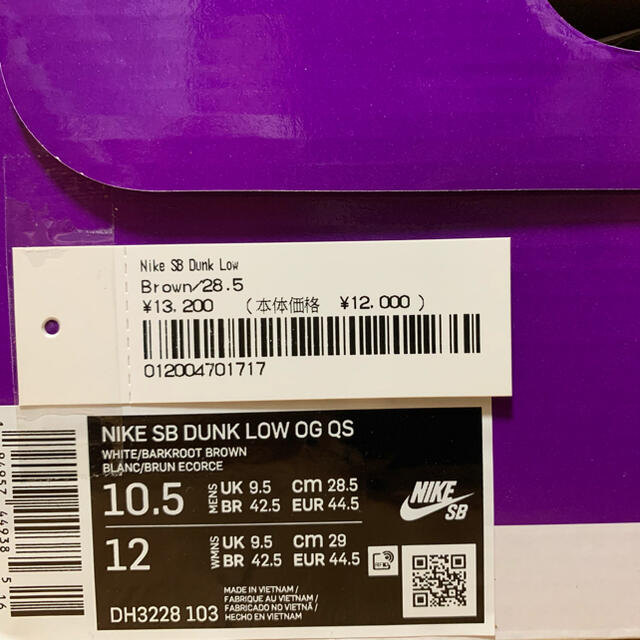 Nike SB Dunk Low
Brown/28.5
¥13,200 (本体価格 ¥12,000)
012004701717
NIKE SB DUNK LOW OG QS
WHITE/BARKROOT BROWN
BLANC/BRUN ECORCE
10.5 MENS UK 9.5 cm 28.5
BR 42.5 EUR 44.5
12 WMNS UK 9.5 cm 29
BR 42.5 EUR 44.5
NIKE
SB
MADE IN VIETNAM /
FABRIQUÉ AU VIETNAM /
FABRICADO NO VIETNÃ /
HECHO EN VIETNAM
DH3228 103